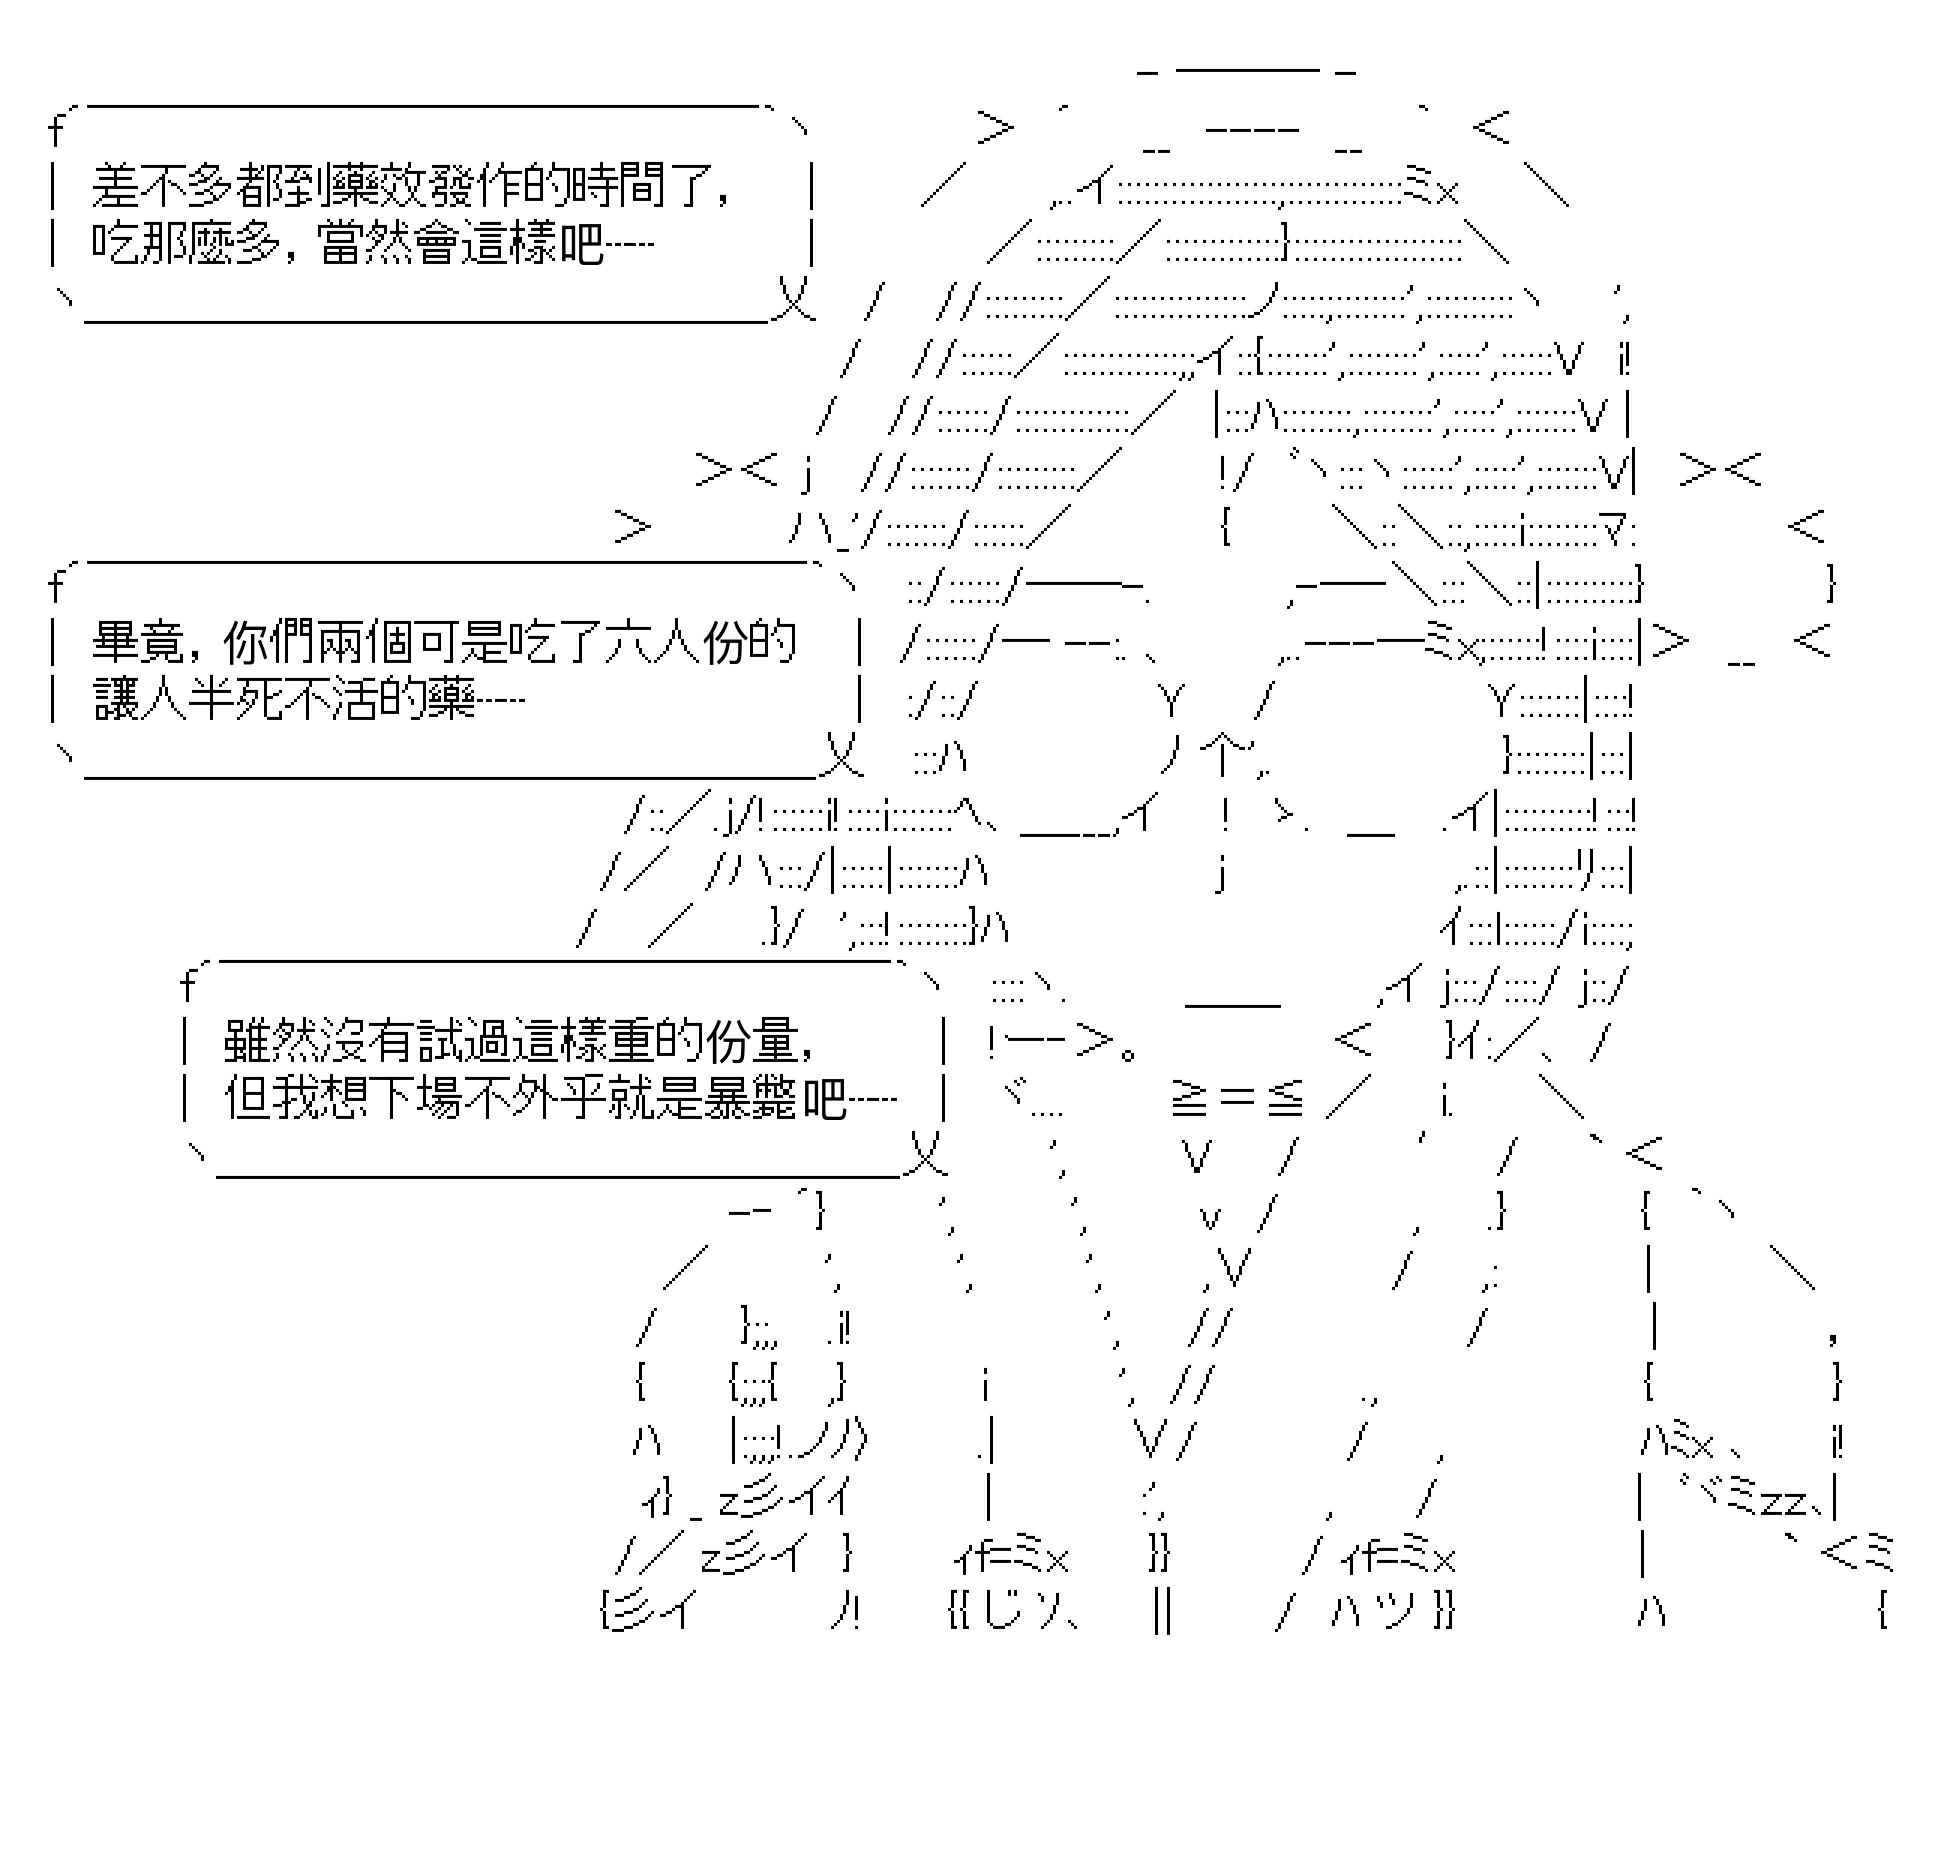 差不多都到藥效發作的時間了，
吃那麼多，當然會這樣吧┄┄
畢竟，你們兩個可是吃了六人份的
讓人半死不活的藥┄┄
雖然沒有試過這樣重的份量，
但我想下場不外乎就是暴斃吧┄┄